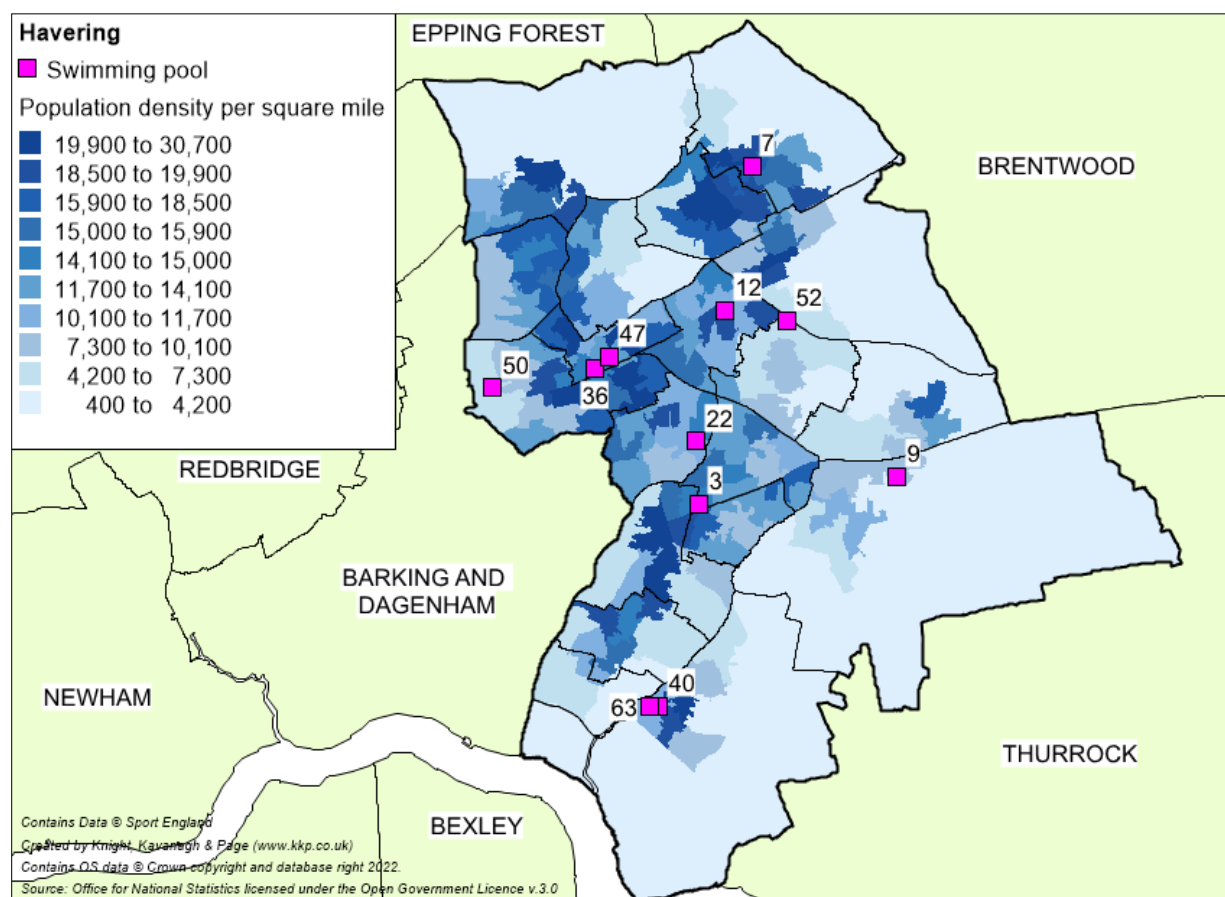 Havering
Swimming pool
Population density per square mile
19,900 to 30,700
18,500 to 19,900
15,900 to 18,500
15,000 to 15,900
14,100 to 15,000
11,700 to 14,100
10,100 to 11,700
7,300 to 10,100
4,200 to 7,300
400 to 4,200
EPPING FOREST
7
BRENTWOOD
12
52
47
50
36
22
REDBRIDGE
9
3
BARKING AND
DAGENHAM
NEWHAM
40
63
THURROCK
BEXLEY
Contains Data © Sport England
Created by Knight, Kavanagh & Page (www.kkp.co.uk)
Contains OS data © Crown copyright and database right 2022.
Source: Office for National Statistics licensed under the Open Government Licence v.3.0